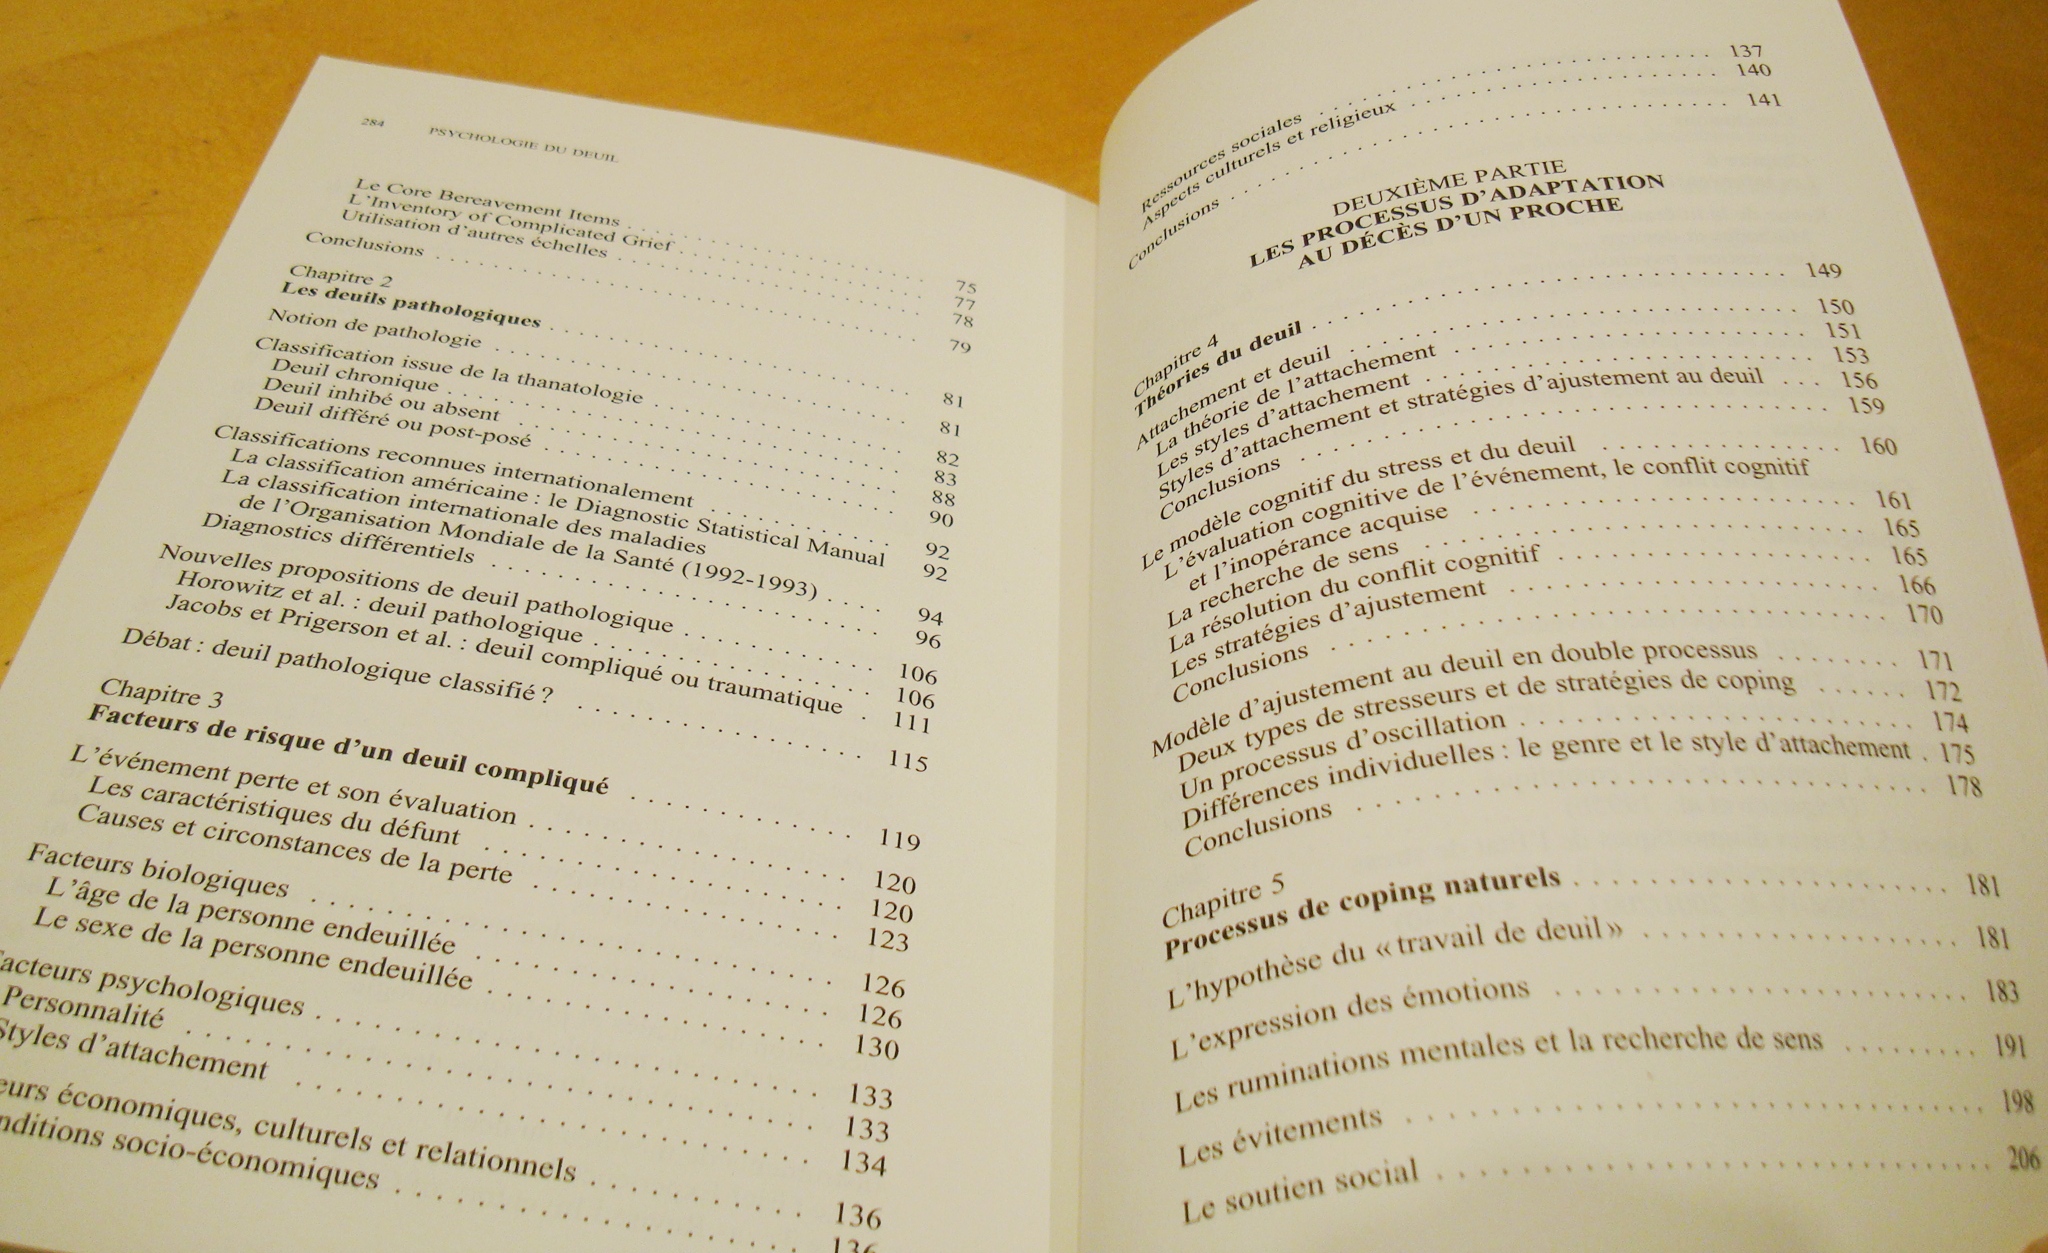 284 PSYCHOLOGIE DU DEUIL
Le Core Bereavement Items . . . . . 75
L'Inventory of Complicated Grief . . . . . 77
Utilisation d'autres échelles . . . . . 78
Conclusions . . . . . 79
Chapitre 2
Les deuils pathologiques . . . . . 81
Notion de pathologie . . . . . 81
Classification issue de la thanatologie . . . . . 82
Deuil chronique . . . . . 83
Deuil inhibé ou absent . . . . . 88
Deuil différé ou post-posé . . . . . 90
Classifications reconnues internationalement . . . . . 92
La classification américaine : le Diagnostic Statistical Manual 92
La classification internationale des maladies
de l'Organisation Mondiale de la Santé (1992-1993) . . . . 94
Diagnostics différentiels . . . . . 96
Nouvelles propositions de deuil pathologique . . . . . 106
Horowitz et al. : deuil pathologique . . . . . 106
Jacobs et Prigerson et al. : deuil compliqué ou traumatique . 111
Débat : deuil pathologique classifié ? . . . . . 115
Chapitre 3
Facteurs de risque d'un deuil compliqué . . . . . 119
L'événement perte et son évaluation . . . . . 120
Les caractéristiques du défunt . . . . . 120
Causes et circonstances de la perte . . . . . 123
Facteurs biologiques . . . . . 126
L'âge de la personne endeuillée . . . . . 126
Le sexe de la personne endeuillée . . . . . 130
acteurs psychologiques . . . . . 133
Personnalité . . . . . 133
Styles d'attachement . . . . . 134
eurs économiques, culturels et relationnels . . . . . 136
nditions socio-économiques . . . . . 136
Ressources sociales . . . . . 137
Aspects culturels et religieux . . . . . 140
Conclusions . . . . . 141
DEUXIÈME PARTIE
LES PROCESSUS D'ADAPTATION
AU DÉCÈS D'UN PROCHE
Chapitre 4
Théories du deuil . . . . . 149
Attachement et deuil . . . . . 150
La théorie de l'attachement . . . . . 151
Les styles d'attachement . . . . . 153
Styles d'attachement et stratégies d'ajustement au deuil . . . 156
Conclusions . . . . . 159
Le modèle cognitif du stress et du deuil . . . . . 160
L'évaluation cognitive de l'événement, le conflit cognitif
et l'inopérance acquise . . . . . 161
La recherche de sens . . . . . 165
La résolution du conflit cognitif . . . . . 165
Les stratégies d'ajustement . . . . . 166
Conclusions . . . . . 170
Modèle d'ajustement au deuil en double processus . . . . . 171
Deux types de stresseurs et de stratégies de coping . . . . . 172
Un processus d'oscillation . . . . . 174
Différences individuelles : le genre et le style d'attachement . 175
Conclusions . . . . . 178
Chapitre 5
Processus de coping naturels . . . . . 181
L'hypothèse du « travail de deuil » . . . . . 181
L'expression des émotions . . . . . 183
Les ruminations mentales et la recherche de sens . . . . . 191
Les évitements . . . . . 198
Le soutien social . . . . . 206